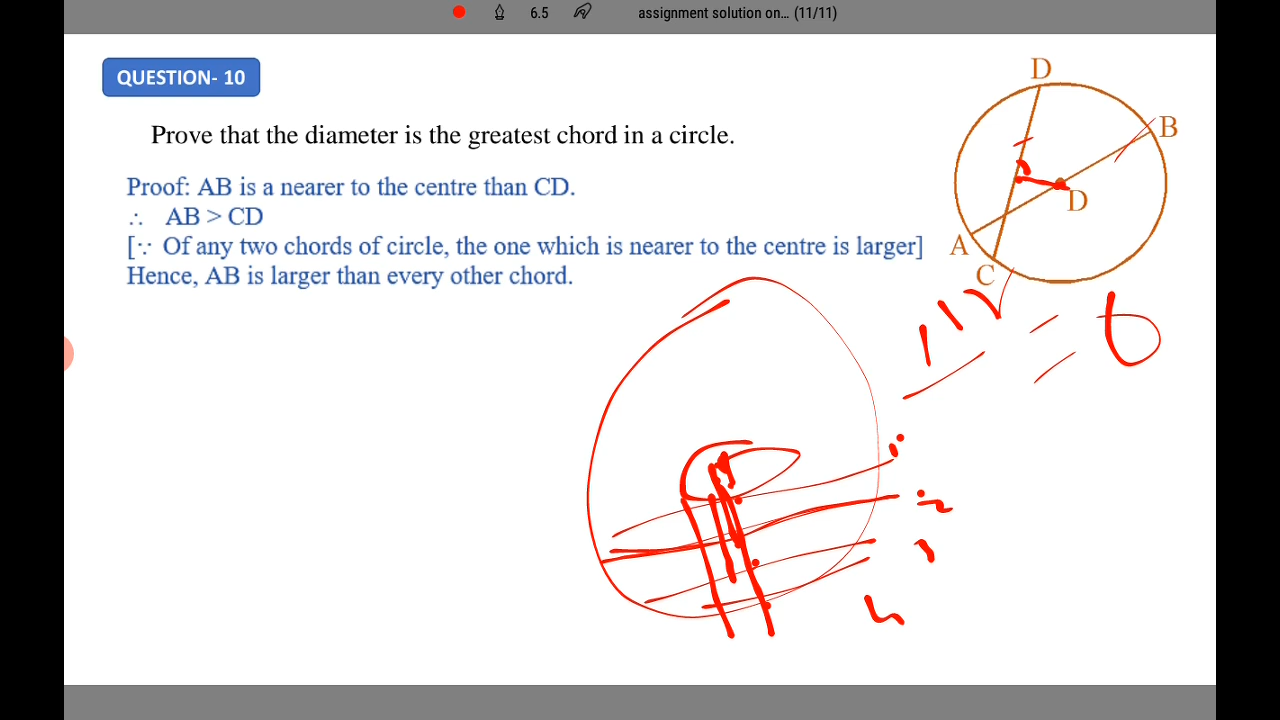 6.5 assignment solution on… (11/11)
QUESTION- 10
Prove that the diameter is the greatest chord in a circle.
Proof: AB is a nearer to the centre than CD.
∴ AB > CD
[∵ Of any two chords of circle, the one which is nearer to the centre is larger]
Hence, AB is larger than every other chord.
D
B
D
A
C